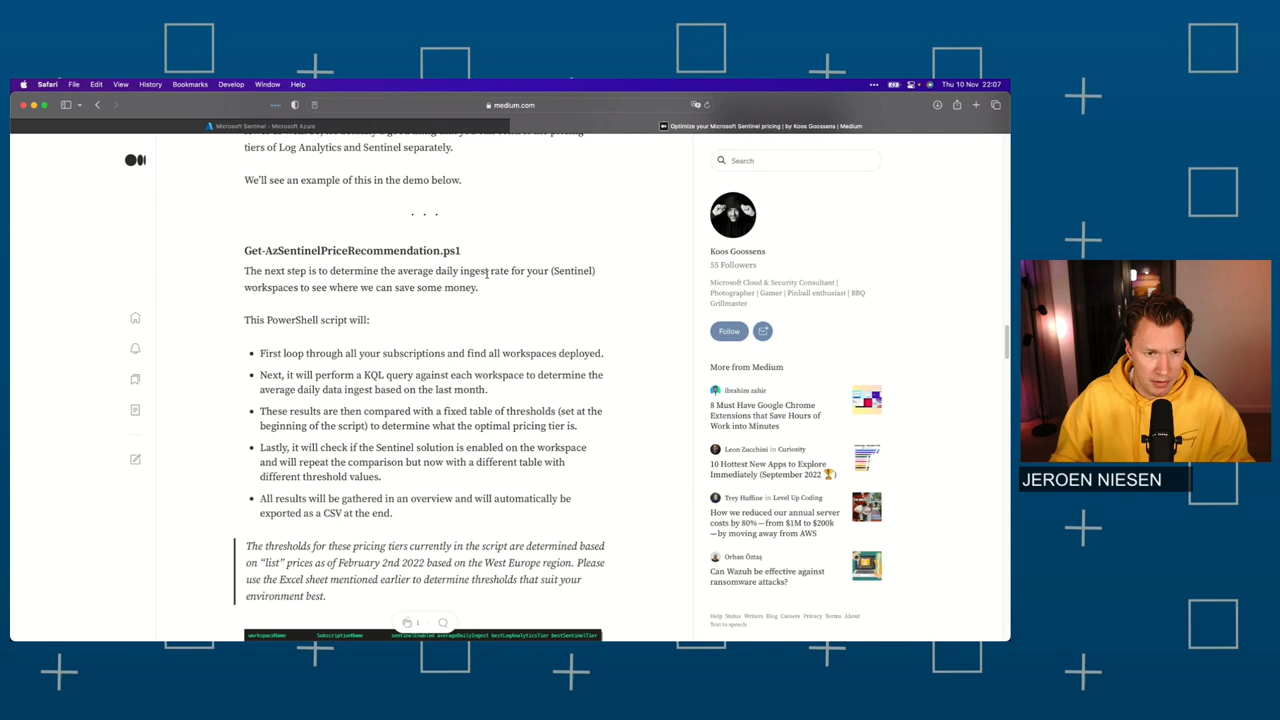 Safari File Edit View History Bookmarks Develop Window Help
Thu 10 Nov 22:07
medium.com
Microsoft Sentinel - Microsoft Azure
Optimize your Microsoft Sentinel pricing | by Koos Goossens | Medium
tiers of Log Analytics and Sentinel separately.
We'll see an example of this in the demo below.
. . .
Get-AzSentinelPriceRecommendation.ps1
The next step is to determine the average daily ingest rate for your (Sentinel)
workspaces to see where we can save some money.
This PowerShell script will:
• First loop through all your subscriptions and find all workspaces deployed.
• Next, it will perform a KQL query against each workspace to determine the
average daily data ingest based on the last month.
• These results are then compared with a fixed table of thresholds (set at the
beginning of the script) to determine what the optimal pricing tier is.
• Lastly, it will check if the Sentinel solution is enabled on the workspace
and will repeat the comparison but now with a different table with
different threshold values.
• All results will be gathered in an overview and will automatically be
exported as a CSV at the end.
The thresholds for these pricing tiers currently in the script are determined based
on "list" prices as of February 2nd 2022 based on the West Europe region. Please
use the Excel sheet mentioned earlier to determine thresholds that suit your
environment best.
1
workspaceName SubscriptionName sentinelEnabled averageDailyIngest bestLogAnalyticsTier bestSentinelTier
Search
Koos Goossens
55 Followers
Microsoft Cloud & Security Consultant |
Photographer | Gamer | Pinball enthusiast | BBQ
Grillmaster
Follow
More from Medium
ibrahim zahir
8 Must Have Google Chrome
Extensions that Save Hours of
Work into Minutes
Leon Zucchini in Curiosity
10 Hottest New Apps to Explore
Immediately (September 2022 🏆)
Trey Huffine in Level Up Coding
How we reduced our annual server
costs by 80% — from $1M to $200k
— by moving away from AWS
Orhan Öztaş
Can Wazuh be effective against
ransomware attacks?
Help Status Writers Blog Careers Privacy Terms About
Text to speech
JEROEN NIESEN